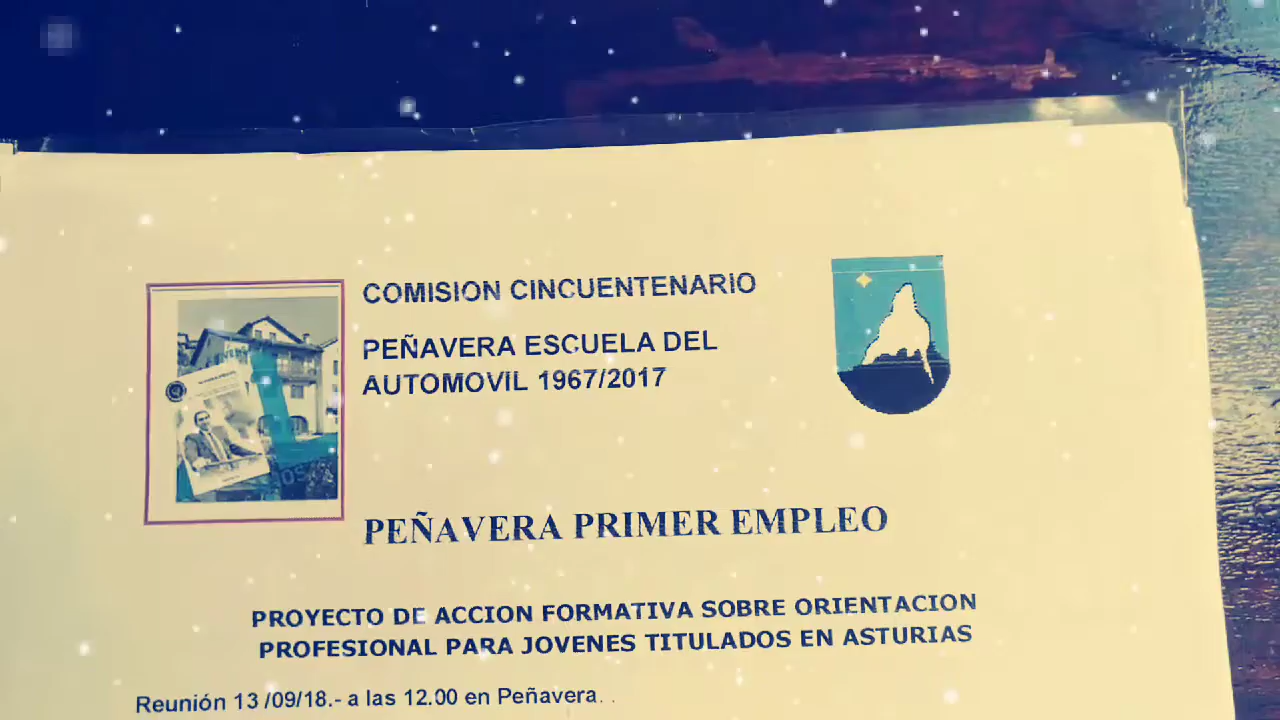 COMISION CINCUENTENARIO
PEÑAVERA ESCUELA DEL
AUTOMOVIL 1967/2017
PEÑAVERA PRIMER EMPLEO
PROYECTO DE ACCION FORMATIVA SOBRE ORIENTACION
PROFESIONAL PARA JOVENES TITULADOS EN ASTURIAS
Reunión 13 /09/18.- a las 12.00 en Peñavera. .